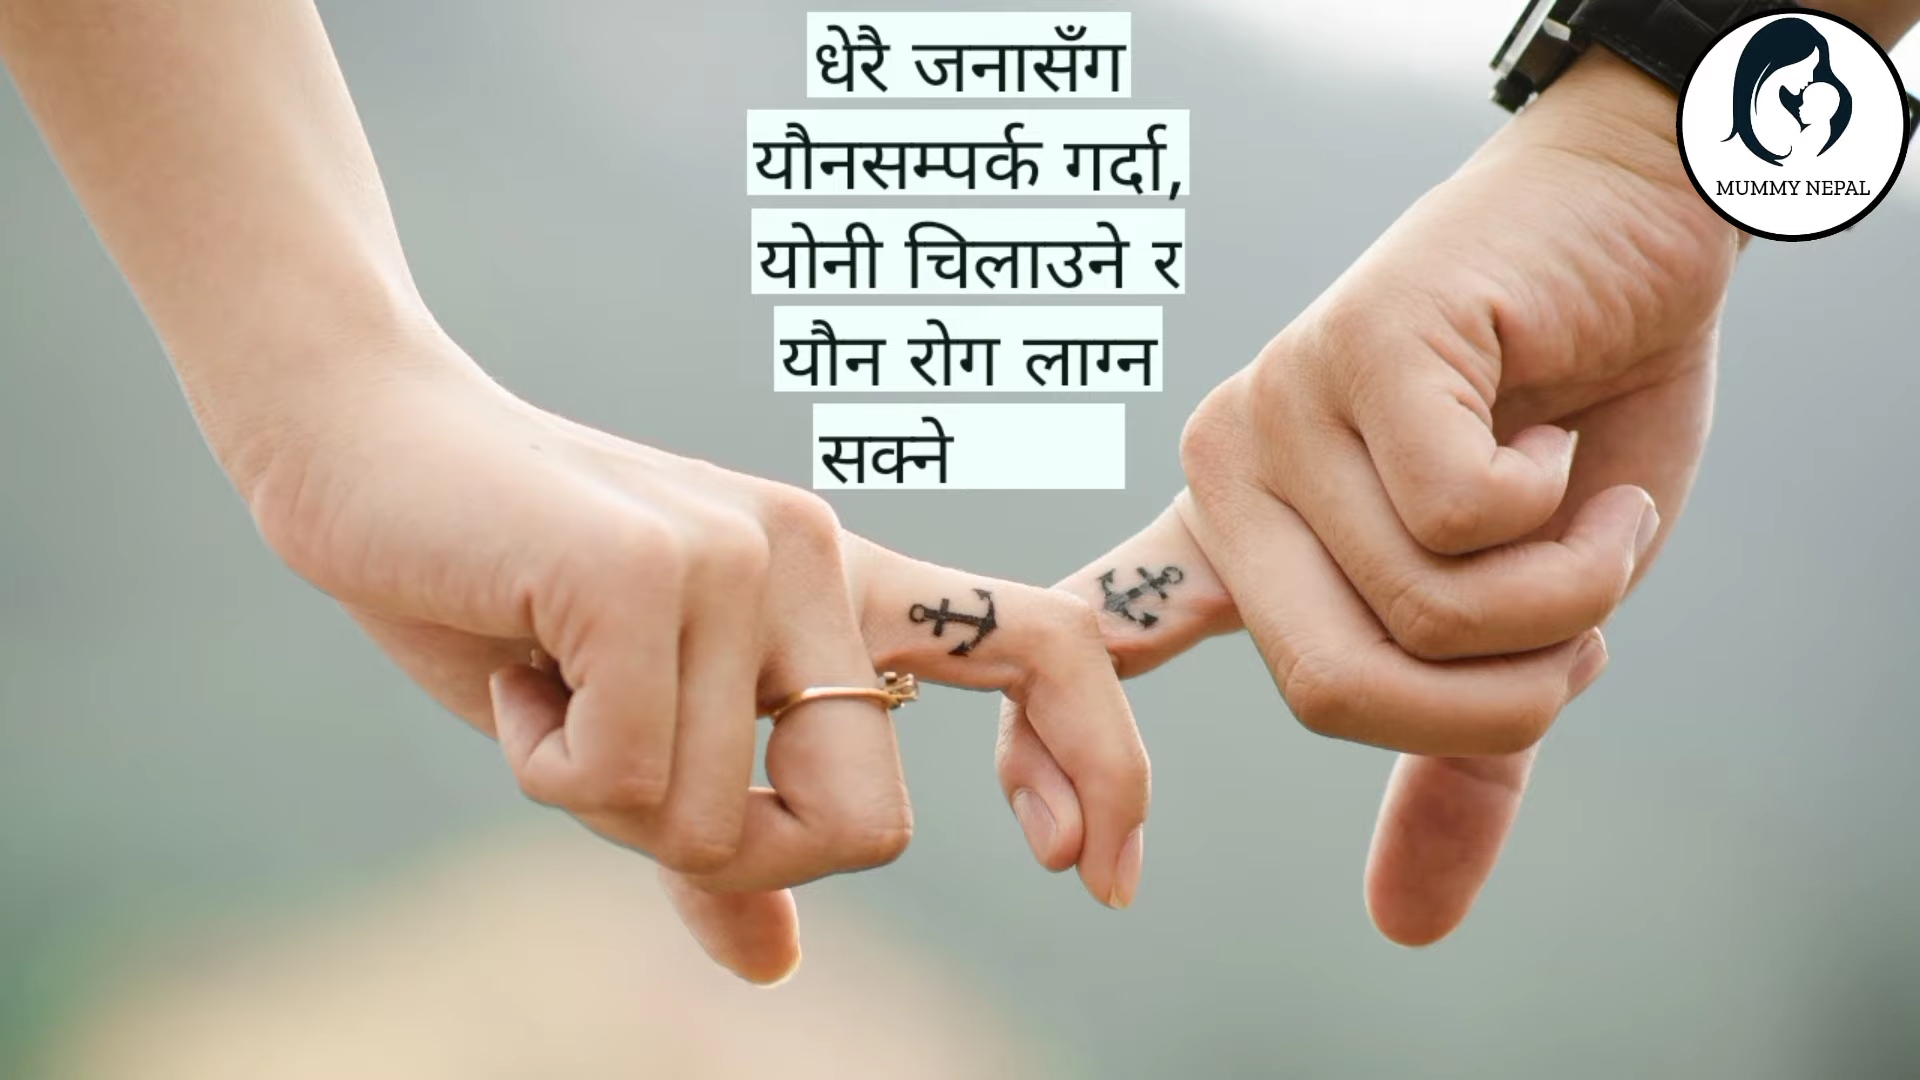 धेरै जनासँग
यौनसम्पर्क गर्दा,
योनी चिलाउने र
यौन रोग लाग्न
सक्ने
MUMMY NEPAL